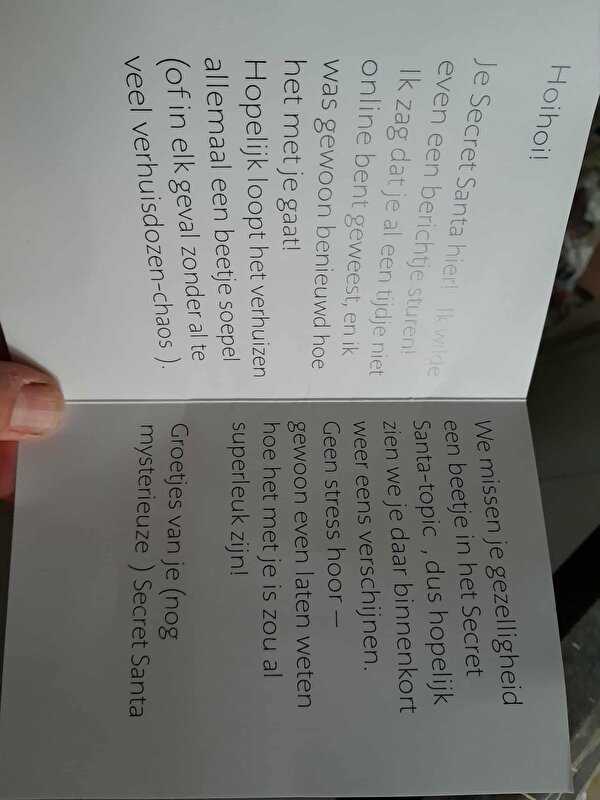 Hoihoi!
Je Secret Santa hier! Ik wilde
even een berichtje sturen!
Ik zag dat je al een tijdje niet
online bent geweest, en ik
was gewoon benieuwd hoe
het met je gaat!
Hopelijk loopt het verhuizen
allemaal een beetje soepel
(of in elk geval zonder al te
veel verhuisdozen-chaos ).
We missen je gezelligheid
een beetje in het Secret
Santa-topic , dus hopelijk
zien we je daar binnenkort
weer eens verschijnen.
Geen stress hoor –
gewoon even laten weten
hoe het met je is zou al
superleuk zijn!
Groetjes van je (nog
mysterieuze ) Secret Santa